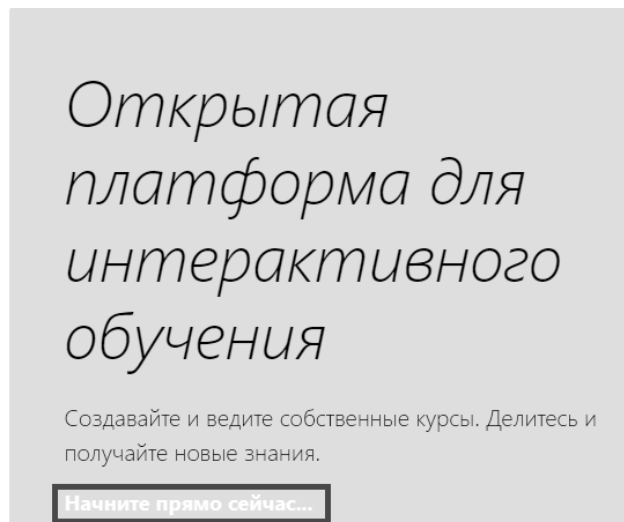 Открытая
платформа для
интерактивного
обучения
Создавайте и ведите собственные курсы. Делитесь и
получайте новые знания.
Начните прямо сейчас...